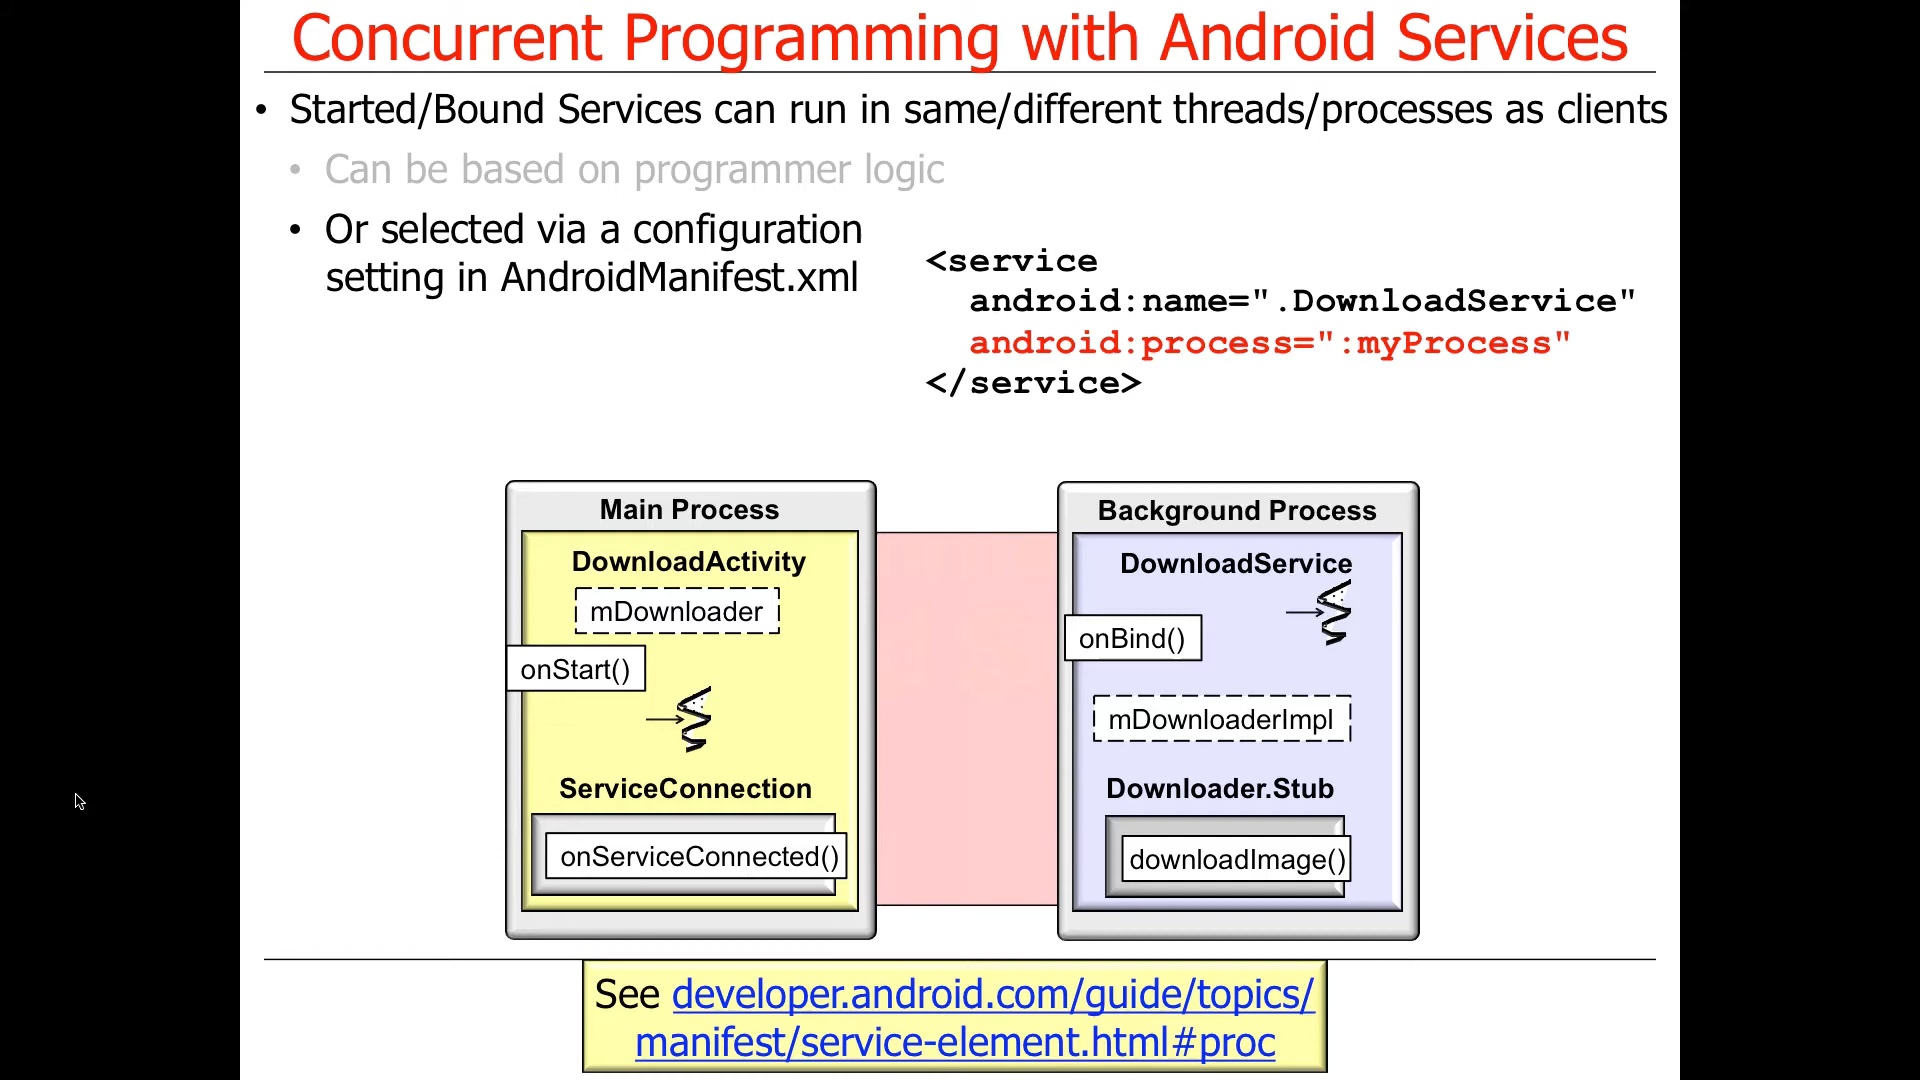 Concurrent Programming with Android Services
• Started/Bound Services can run in same/different threads/processes as clients
• Can be based on programmer logic
• Or selected via a configuration
setting in AndroidManifest.xml
<service
android:name=".DownloadService"
android:process=":myProcess"
</service>
Main Process
DownloadActivity
mDownloader
onStart()
ServiceConnection
onServiceConnected()
Background Process
DownloadService
onBind()
mDownloaderImpl
Downloader.Stub
downloadImage()
See developer.android.com/guide/topics/
manifest/service-element.html#proc